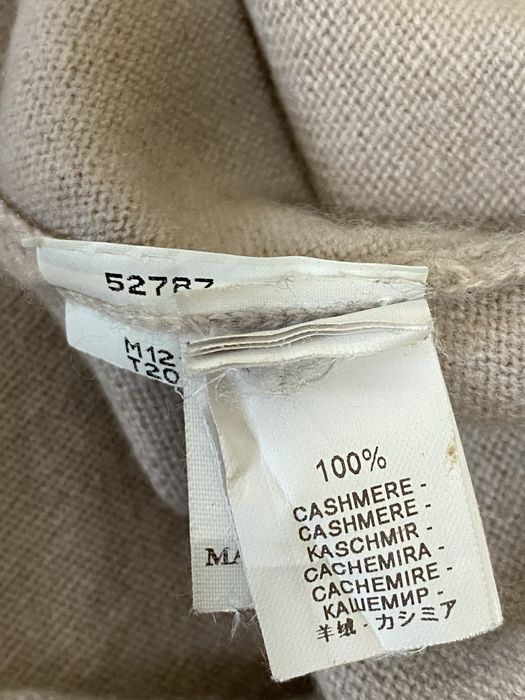 52787
M12
T20
MA
100%
CASHMERE -
CASHMERE -
KASCHMIR -
CACHEMIRA -
CACHEMIRE -
КАШЕМИР -
羊绒 - カシミア